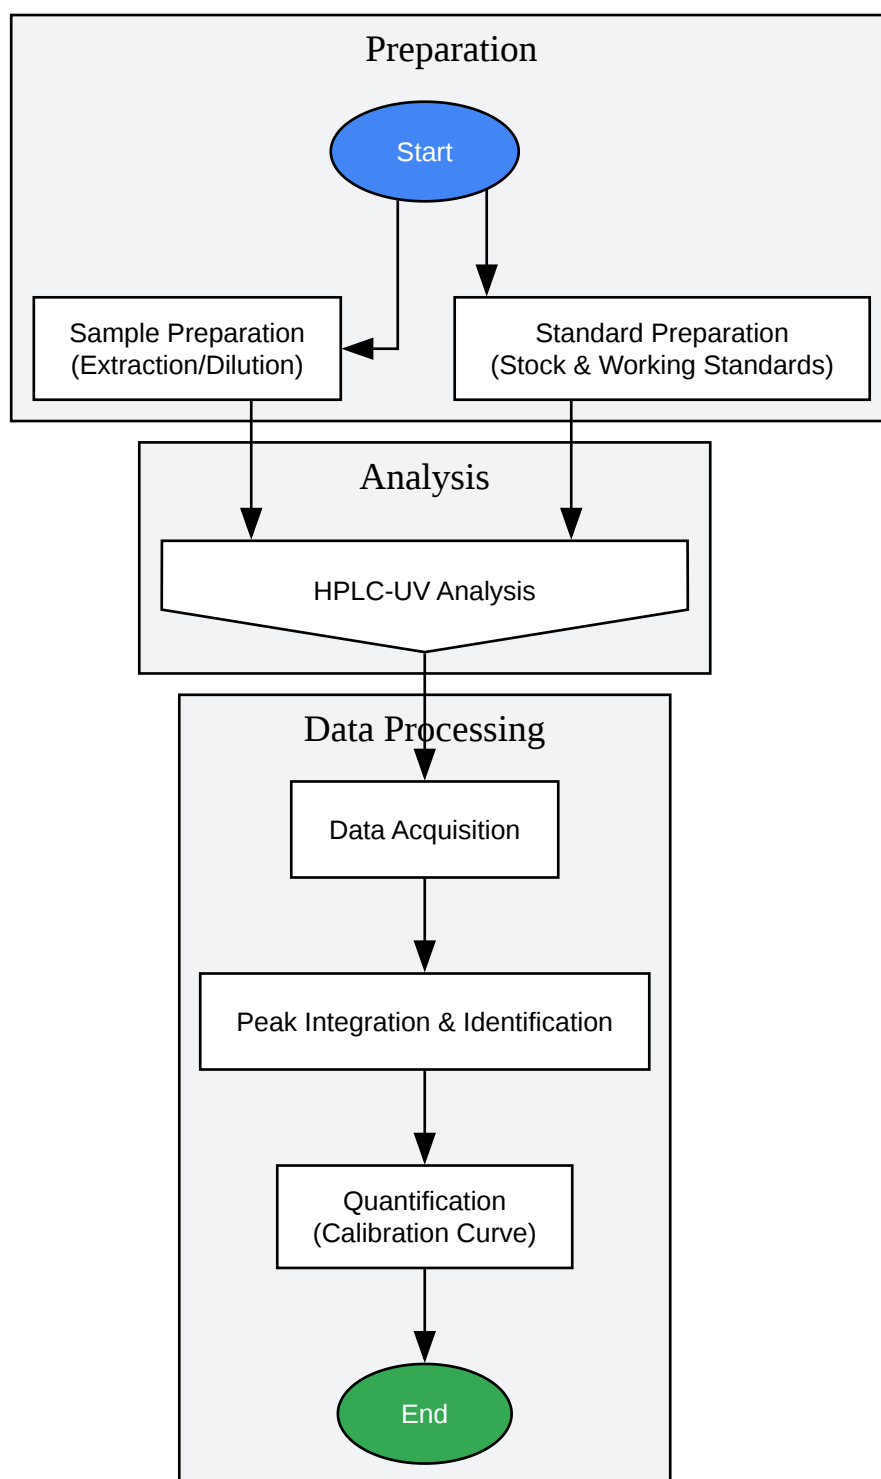 Preparation
Start
Sample Preparation
(Extraction/Dilution)
Standard Preparation
(Stock & Working Standards)
Analysis
HPLC-UV Analysis
Data Processing
Data Acquisition
Peak Integration & Identification
Quantification
(Calibration Curve)
End